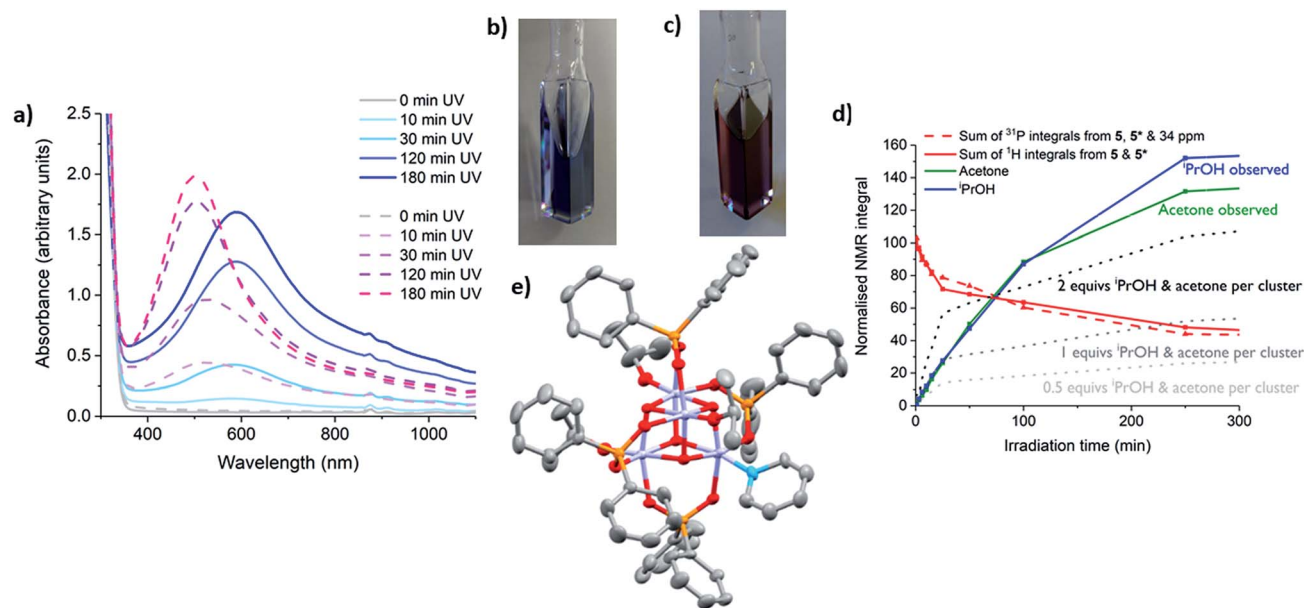 a)
Absorbance (arbitrary units)
2.5
2.0
1.5
1.0
0.5
0.0
400
600
800
1000
Wavelength (nm)
0 min UV
10 min UV
30 min UV
120 min UV
180 min UV
0 min UV
10 min UV
30 min UV
120 min UV
180 min UV
b)
c)
e)
d)
Sum of ³¹P integrals from 5, 5* & 34 ppm
Sum of ¹H integrals from 5 & 5*
Acetone
ⁱPrOH
Normalised NMR integral
160
140
120
100
80
60
40
20
0
ⁱPrOH observed
Acetone observed
2 equivs ⁱPrOH & acetone per cluster
1 equivs ⁱPrOH & acetone per cluster
0.5 equivs ⁱPrOH & acetone per cluster
0
100
200
300
Irradiation time (min)